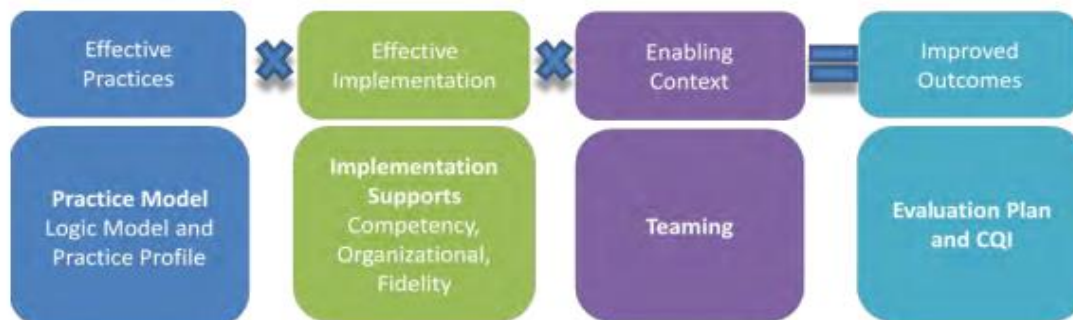 Effective
Practices
Effective
Implementation
Enabling
Context
Improved
Outcomes
Practice Model
Logic Model and
Practice Profile
Implementation
Supports
Competency,
Organizational,
Fidelity
Teaming
Evaluation Plan
and CQI